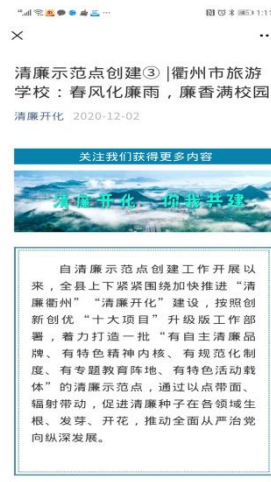 1:11
清廉示范点创建③ |衢州市旅游
学校：春风化廉雨，廉香满校园
清廉开化 2020-12-02
关注我们获得更多内容
清廉开化 你我共建
自清廉示范点创建工作开展以
来，全县上下紧紧围绕加快推进“清
廉衢州”“清廉开化”建设，按照创
新创优“十大项目”升级版工作部
署，着力打造一批“有自主清廉品
牌、有特色精神内核、有规范化制
度、有专题教育阵地、有特色活动载
体”的清廉示范点，通过以点带面、
辐射带动，促进清廉种子在各领域生
根、发芽、开花，推动全面从严治党
向纵深发展。